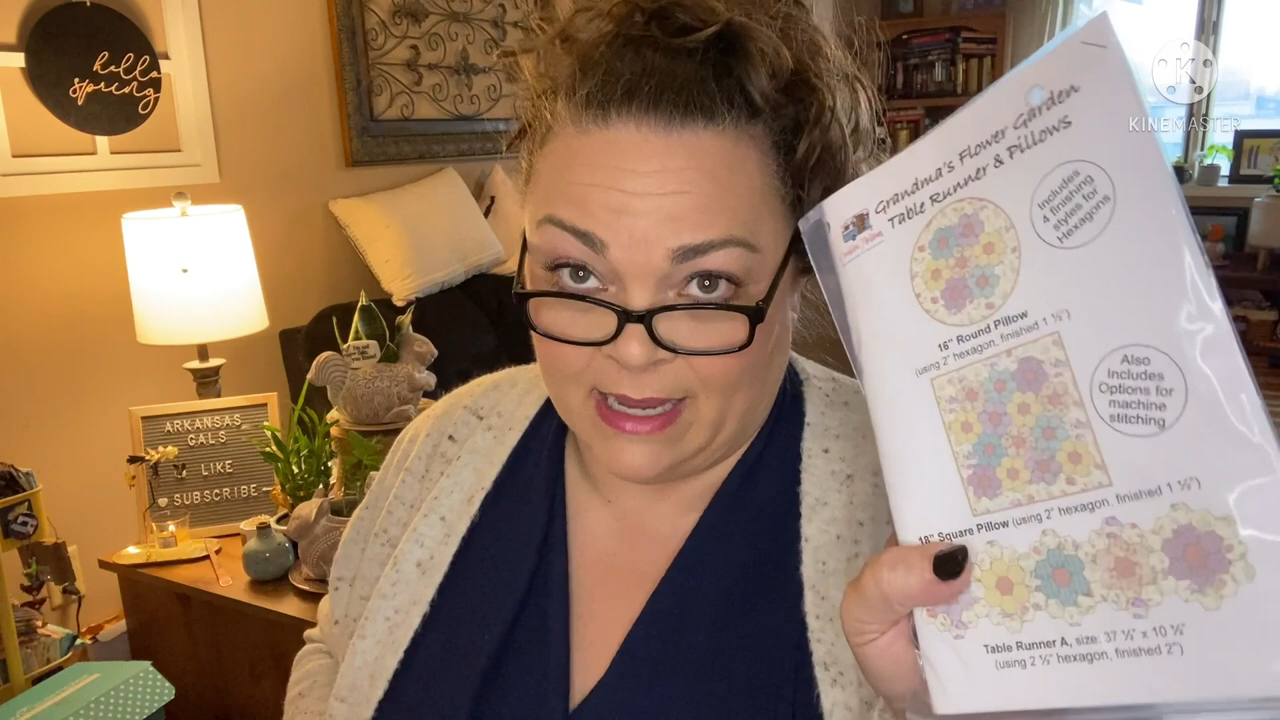 hello
spring
KINEMASTER
Grandma's Flower Garden
Table Runner & Pillows
Includes
4 finishing
styles for
Hexagons
16" Round Pillow
(using 2" hexagon, finished 1 ½")
Also
Includes
Options for
machine
stitching
18" Square Pillow (using 2" hexagon, finished 1 ½")
Table Runner A, size: 37 ½" x 10 ½"
(using 2 ½" hexagon, finished 2")
I'm not
ARKANSAS
GALS
LIKE
SUBSCRIBE